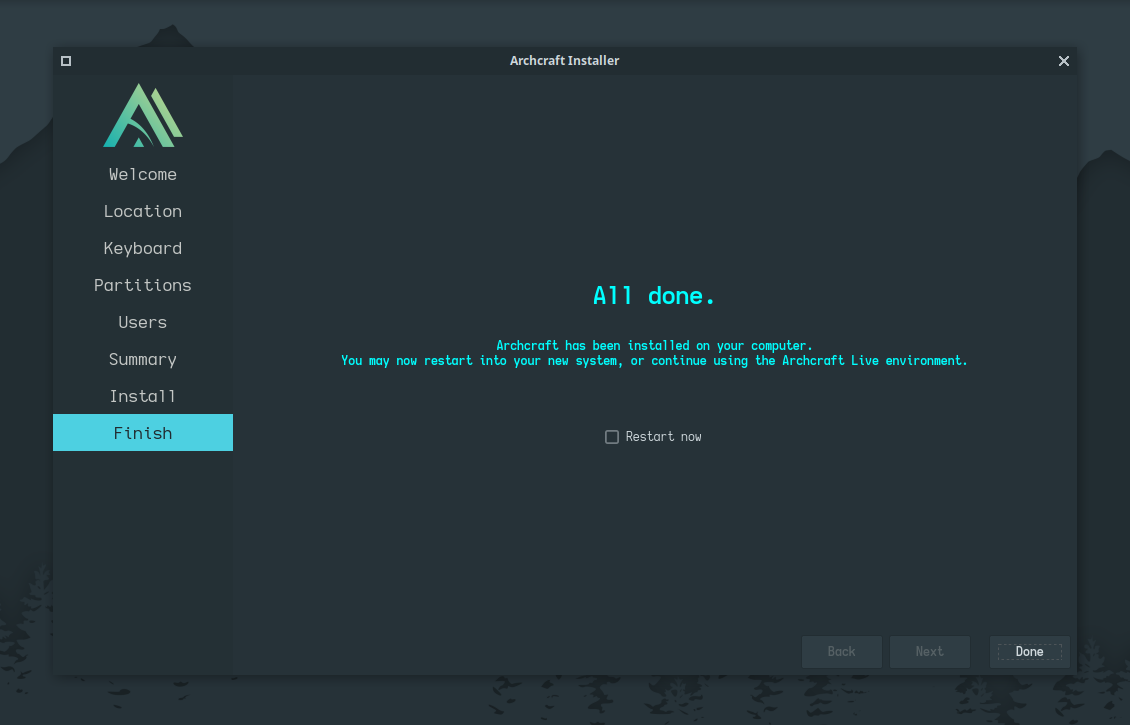 Archcraft Installer
Welcome
Location
Keyboard
Partitions
Users
Summary
Install
Finish
All done.
Archcraft has been installed on your computer.
You may now restart into your new system, or continue using the Archcraft Live environment.
Restart now
Back
Next
Done